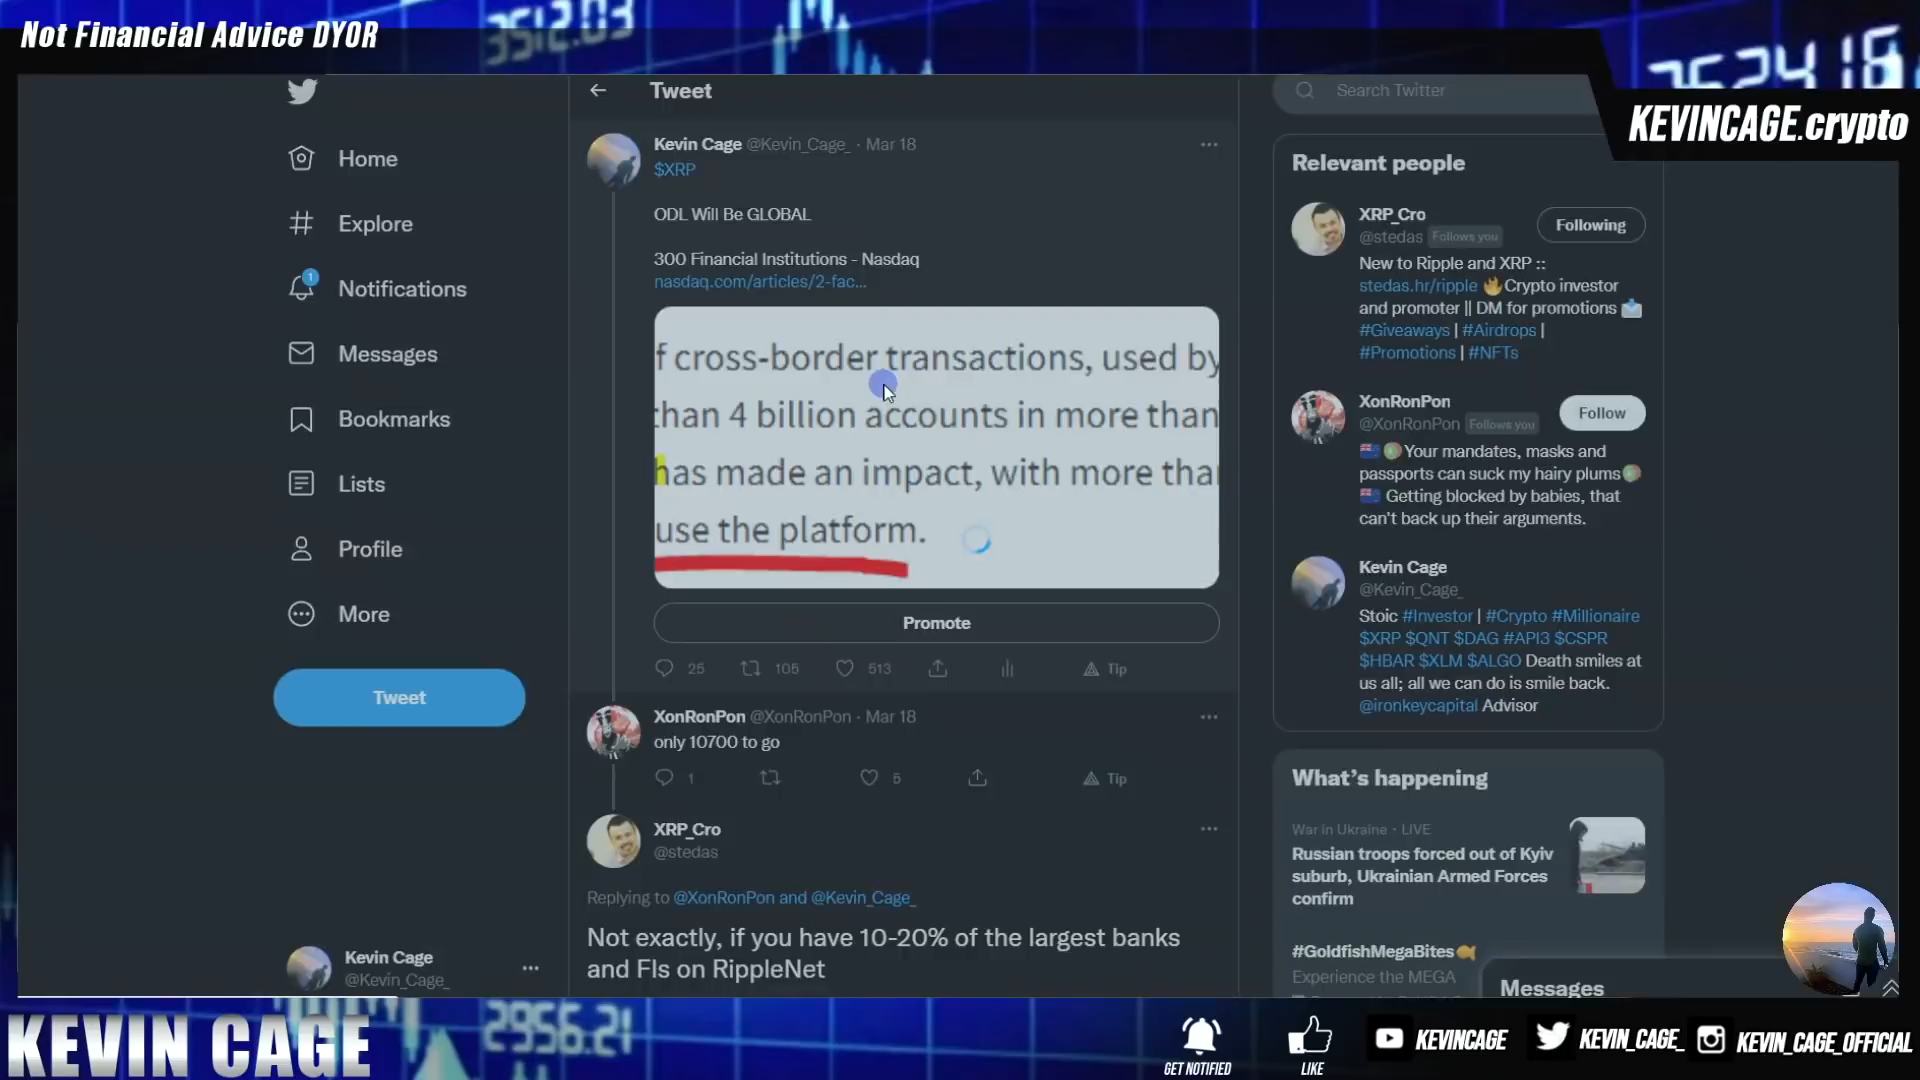 Not Financial Advice DYOR
3512.03
KEVINCAGE.crypto
Home
Explore
1
Notifications
Messages
Bookmarks
Lists
Profile
More
Tweet
Kevin Cage
@Kevin_Cage_
Tweet
Kevin Cage @Kevin_Cage_ · Mar 18
$XRP
ODL Will Be GLOBAL
300 Financial Institutions - Nasdaq
nasdaq.com/articles/2-fac...
f cross-border transactions, used by
than 4 billion accounts in more than
has made an impact, with more than
use the platform.
Promote
25 105 513 Tip
XonRonPon @XonRonPon · Mar 18
only 10700 to go
1 5 Tip
XRP_Cro
@stedas
Replying to @XonRonPon and @Kevin_Cage_
Not exactly, if you have 10-20% of the largest banks
and FIs on RippleNet
Search Twitter
Relevant people
XRP_Cro
@stedas Follows you
Following
New to Ripple and XRP ::
stedas.hr/ripple 🔥Crypto investor
and promoter || DM for promotions 📩
#Giveaways | #Airdrops |
#Promotions | #NFTs
XonRonPon
@XonRonPon Follows you
Follow
Your mandates, masks and
passports can suck my hairy plums
Getting blocked by babies, that
can't back up their arguments.
Kevin Cage
@Kevin_Cage_
Stoic #Investor | #Crypto #Millionaire
$XRP $QNT $DAG #API3 $CSPR
$HBAR $XLM $ALGO Death smiles at
us all; all we can do is smile back.
@ironkeycapital Advisor
What's happening
War in Ukraine · LIVE
Russian troops forced out of Kyiv
suburb, Ukrainian Armed Forces
confirm
#GoldfishMegaBites
Experience the MEGA
Messages
KEVIN CAGE
2956.21
GET NOTIFIED
LIKE
KEVINCAGE
KEVIN_CAGE_
KEVIN_CAGE_OFFICIAL